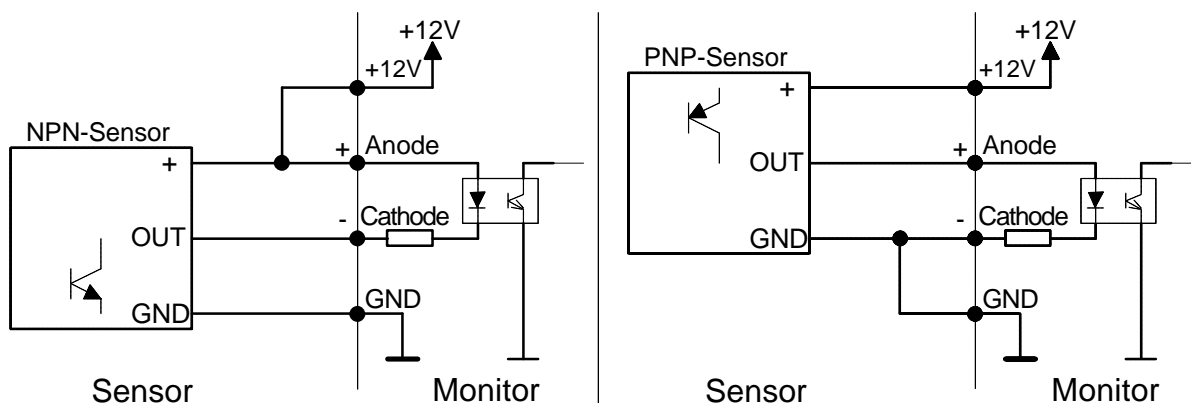 +12V
+12V
NPN-Sensor
+
+
Anode
-
Cathode
OUT
GND
GND
Sensor
Monitor
+12V
PNP-Sensor
+12V
+
+
Anode
OUT
-
Cathode
GND
GND
Sensor
Monitor